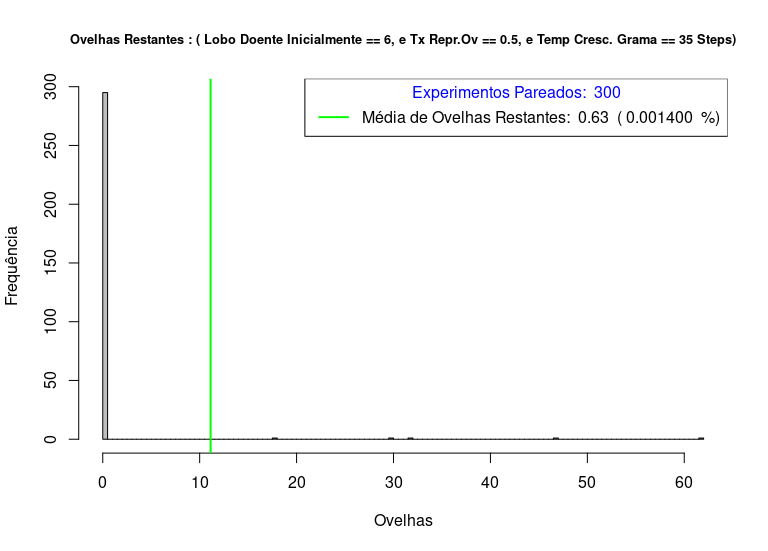 Ovelhas Restantes : ( Lobo Doente Inicialmente == 6, e Tx Repr.Ov == 0.5, e Temp Cresc. Grama == 35 Steps)
Experimentos Pareados: 300
Média de Ovelhas Restantes: 0.63 ( 0.001400 %)
Frequência
300
250
200
150
100
50
0
0 10 20 30 40 50 60
Ovelhas